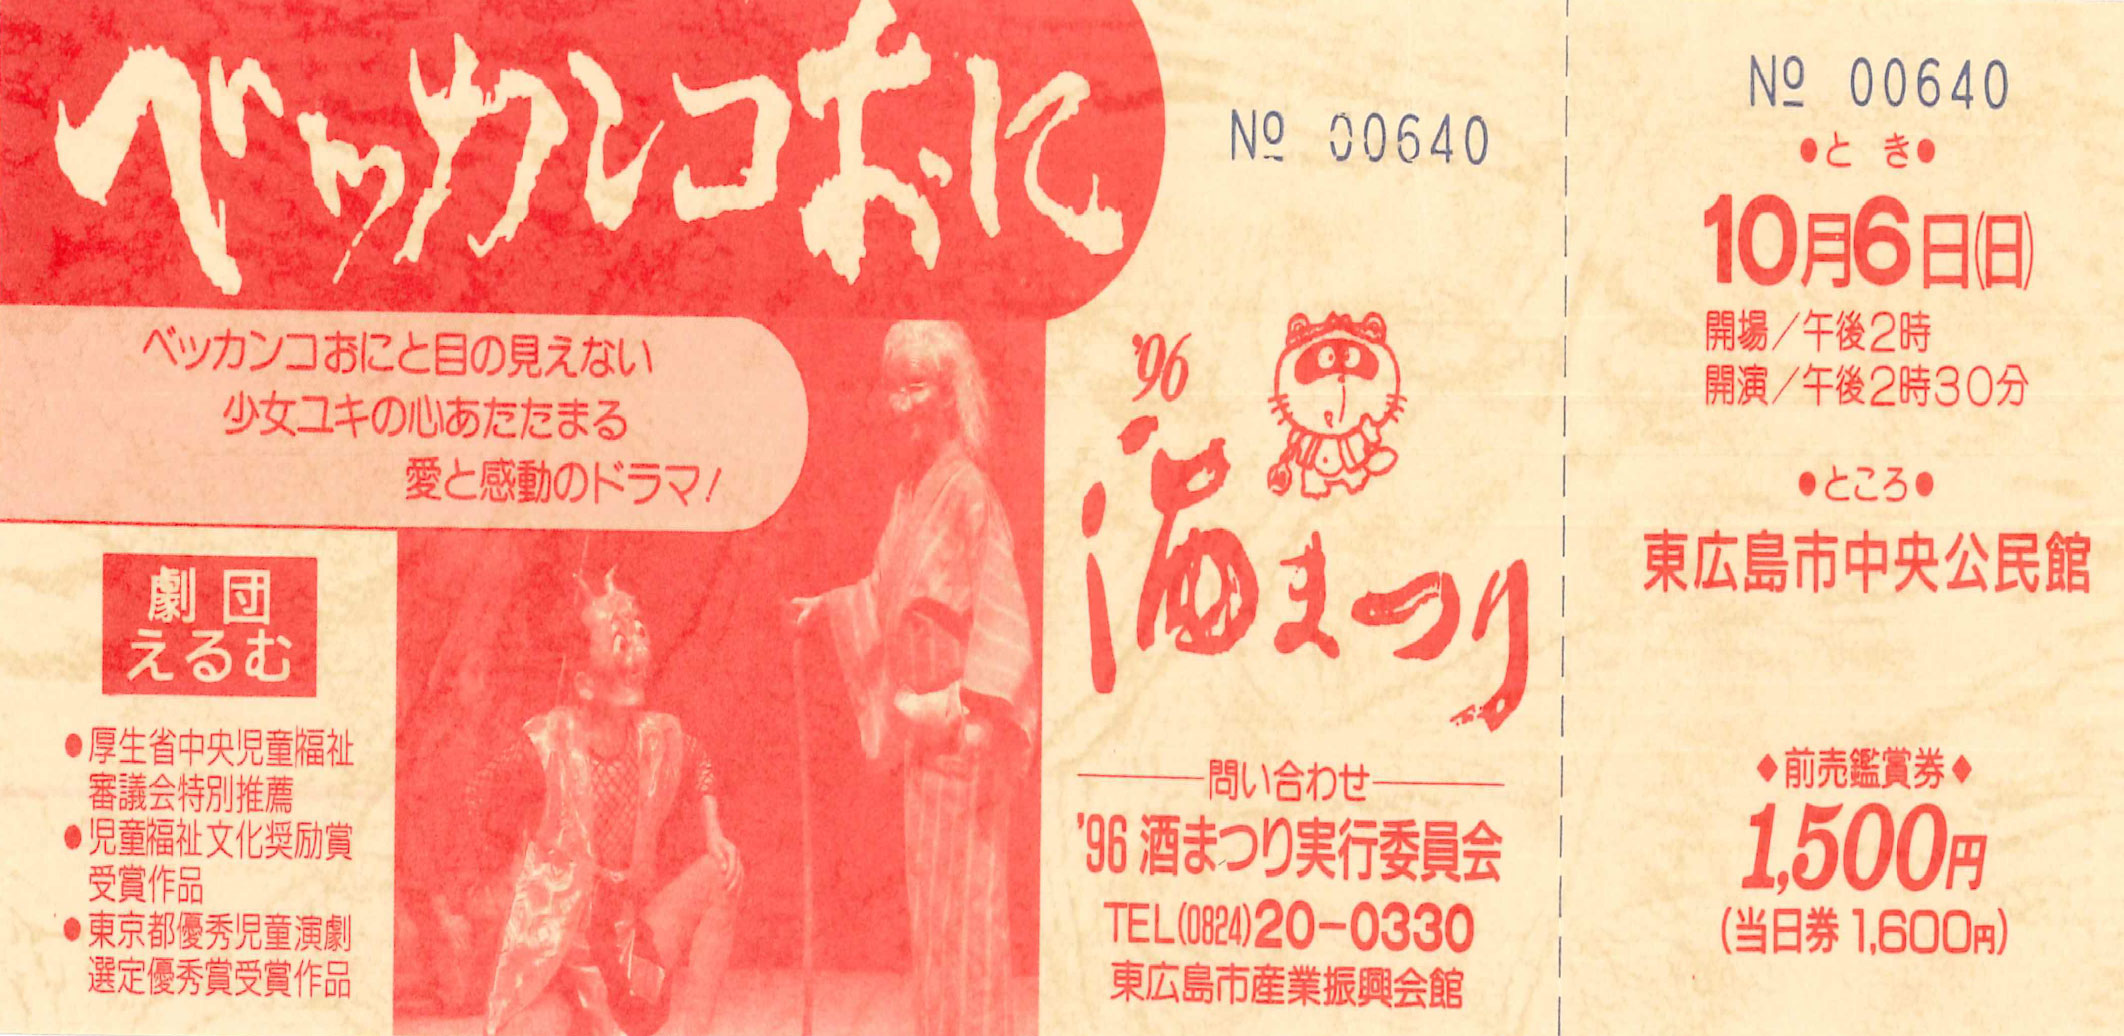 ベッカンコおに
ベッカンコおにと目の見えない
少女ユキの心あたたまる
愛と感動のドラマ!
劇団
えるむ
●厚生省中央児童福祉
審議会特別推薦
●児童福祉文化奨励賞
受賞作品
●東京都優秀児童演劇
選定優秀賞受賞作品
№ 00640
'96
酒まつり
問い合わせ
'96 酒まつり実行委員会
TEL(0824)20-0330
東広島市産業振興会館
№ 00640
●とき●
10月6日(日)
開場/午後2時
開演/午後2時30分
●ところ●
東広島市中央公民館
◆前売鑑賞券◆
1,500円
(当日券1,600円)